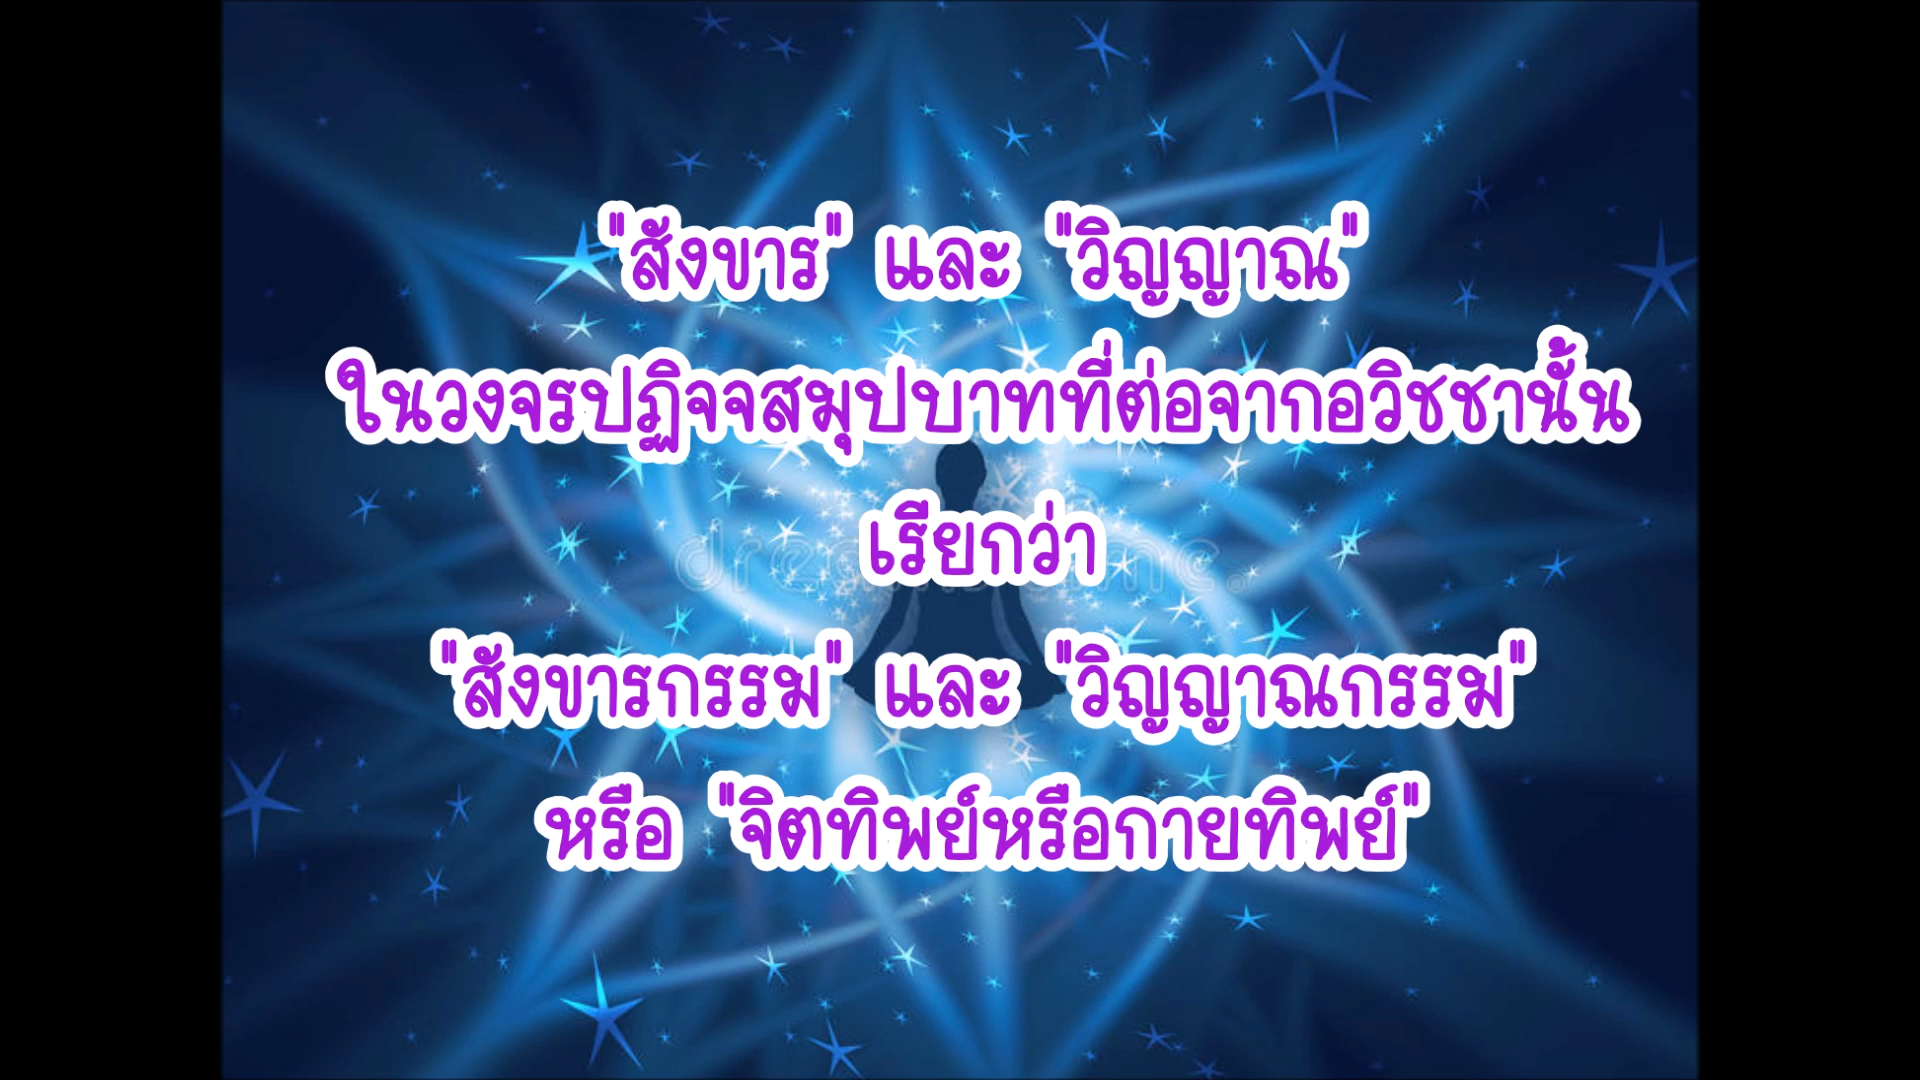 "สังขาร" และ "วิญญาณ"
ในวงจรปฏิจจสมุปบาทที่ต่อจากอวิชชานั้น
เรียกว่า
"สังขารกรรม" และ "วิญญาณกรรม"
หรือ "จิตทิพย์หรือกายทิพย์"